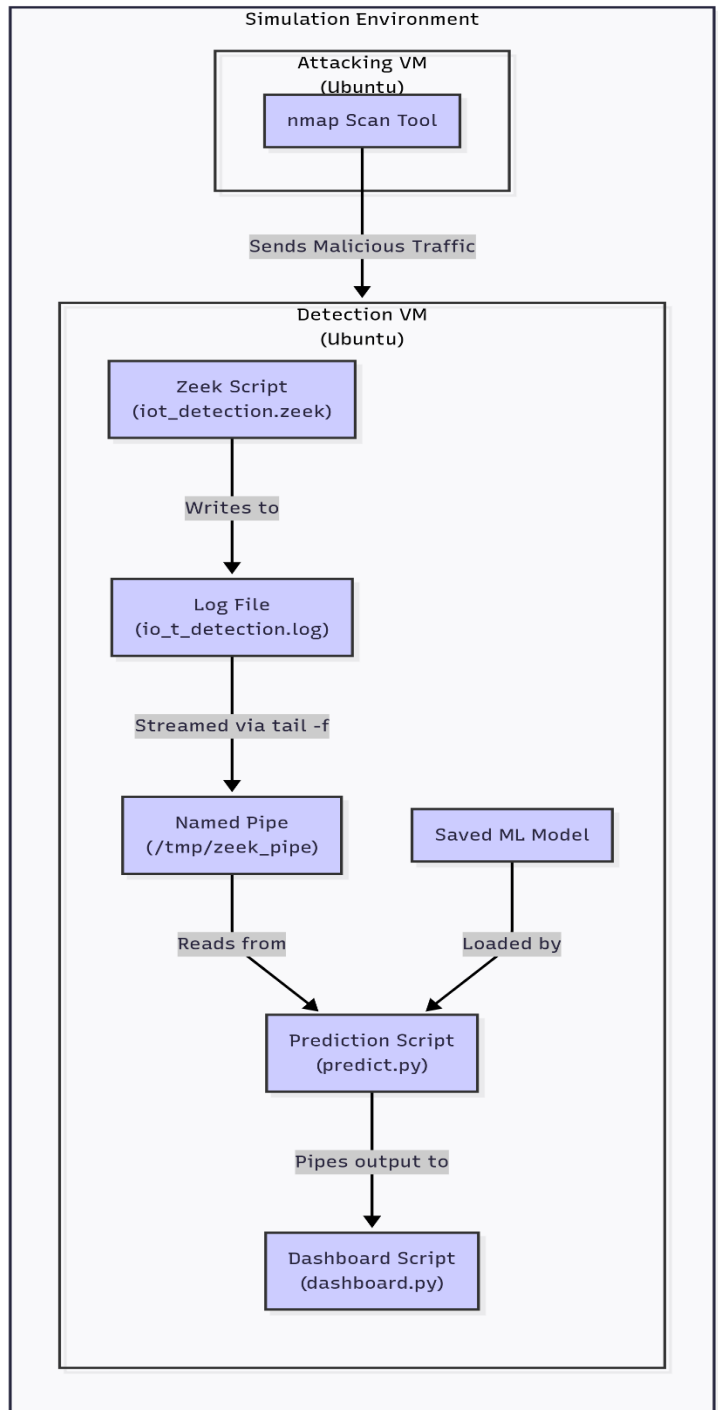 Simulation Environment
Attacking VM
(Ubuntu)
nmap Scan Tool
Sends Malicious Traffic
Detection VM
(Ubuntu)
Zeek Script
(iot_detection.zeek)
Writes to
Log File
(io_t_detection.log)
Streamed via tail -f
Named Pipe
(/tmp/zeek_pipe)
Saved ML Model
Reads from
Loaded by
Prediction Script
(predict.py)
Pipes output to
Dashboard Script
(dashboard.py)